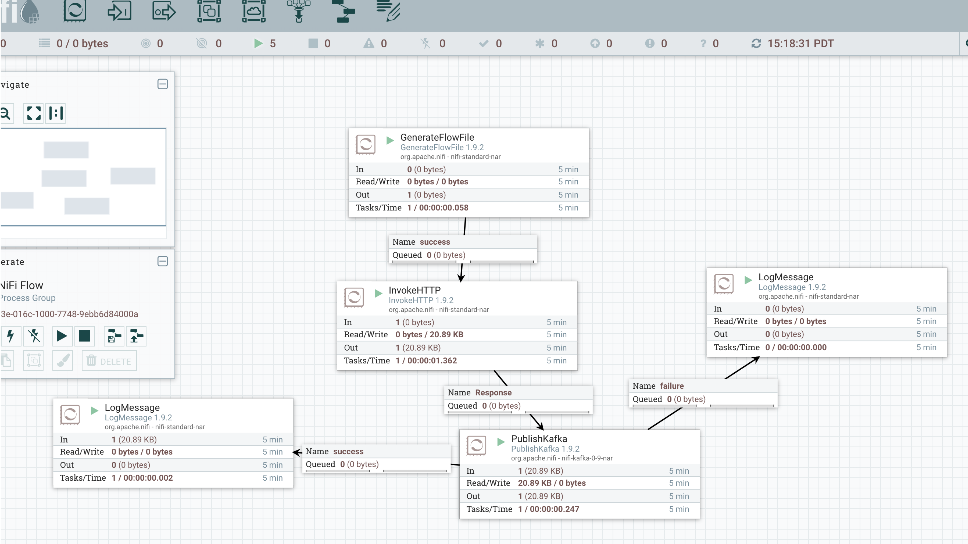 fi
0
0 / 0 bytes
0
0
5
0
0
0
0
0
0
0
0
15:18:31 PDT
vigate
erate
NiFi Flow
Process Group
3e-016c-1000-7748-9ebb6d84000a
DELETE
GenerateFlowFile
GenerateFlowFile 1.9.2
org.apache.nifi - nifi-standard-nar
In 0 (0 bytes) 5 min
Read/Write 0 bytes / 0 bytes 5 min
Out 1 (0 bytes) 5 min
Tasks/Time 1 / 00:00:00.058 5 min
Name success
Queued 0 (0 bytes)
InvokeHTTP
InvokeHTTP 1.9.2
org.apache.nifi - nifi-standard-nar
In 1 (0 bytes) 5 min
Read/Write 0 bytes / 20.89 KB 5 min
Out 1 (20.89 KB) 5 min
Tasks/Time 1 / 00:00:01.362 5 min
LogMessage
LogMessage 1.9.2
org.apache.nifi - nifi-standard-nar
In 0 (0 bytes) 5 min
Read/Write 0 bytes / 0 bytes 5 min
Out 0 (0 bytes) 5 min
Tasks/Time 0 / 00:00:00.000 5 min
Name Response
Queued 0 (0 bytes)
Name failure
Queued 0 (0 bytes)
LogMessage
LogMessage 1.9.2
org.apache.nifi - nifi-standard-nar
In 1 (20.89 KB) 5 min
Read/Write 0 bytes / 0 bytes 5 min
Out 0 (0 bytes) 5 min
Tasks/Time 1 / 00:00:00.002 5 min
Name success
Queued 0 (0 bytes)
PublishKafka
PublishKafka 1.9.2
org.apache.nifi - nifi-kafka-0-9-nar
In 1 (20.89 KB) 5 min
Read/Write 20.89 KB / 0 bytes 5 min
Out 1 (20.89 KB) 5 min
Tasks/Time 1 / 00:00:00.247 5 min